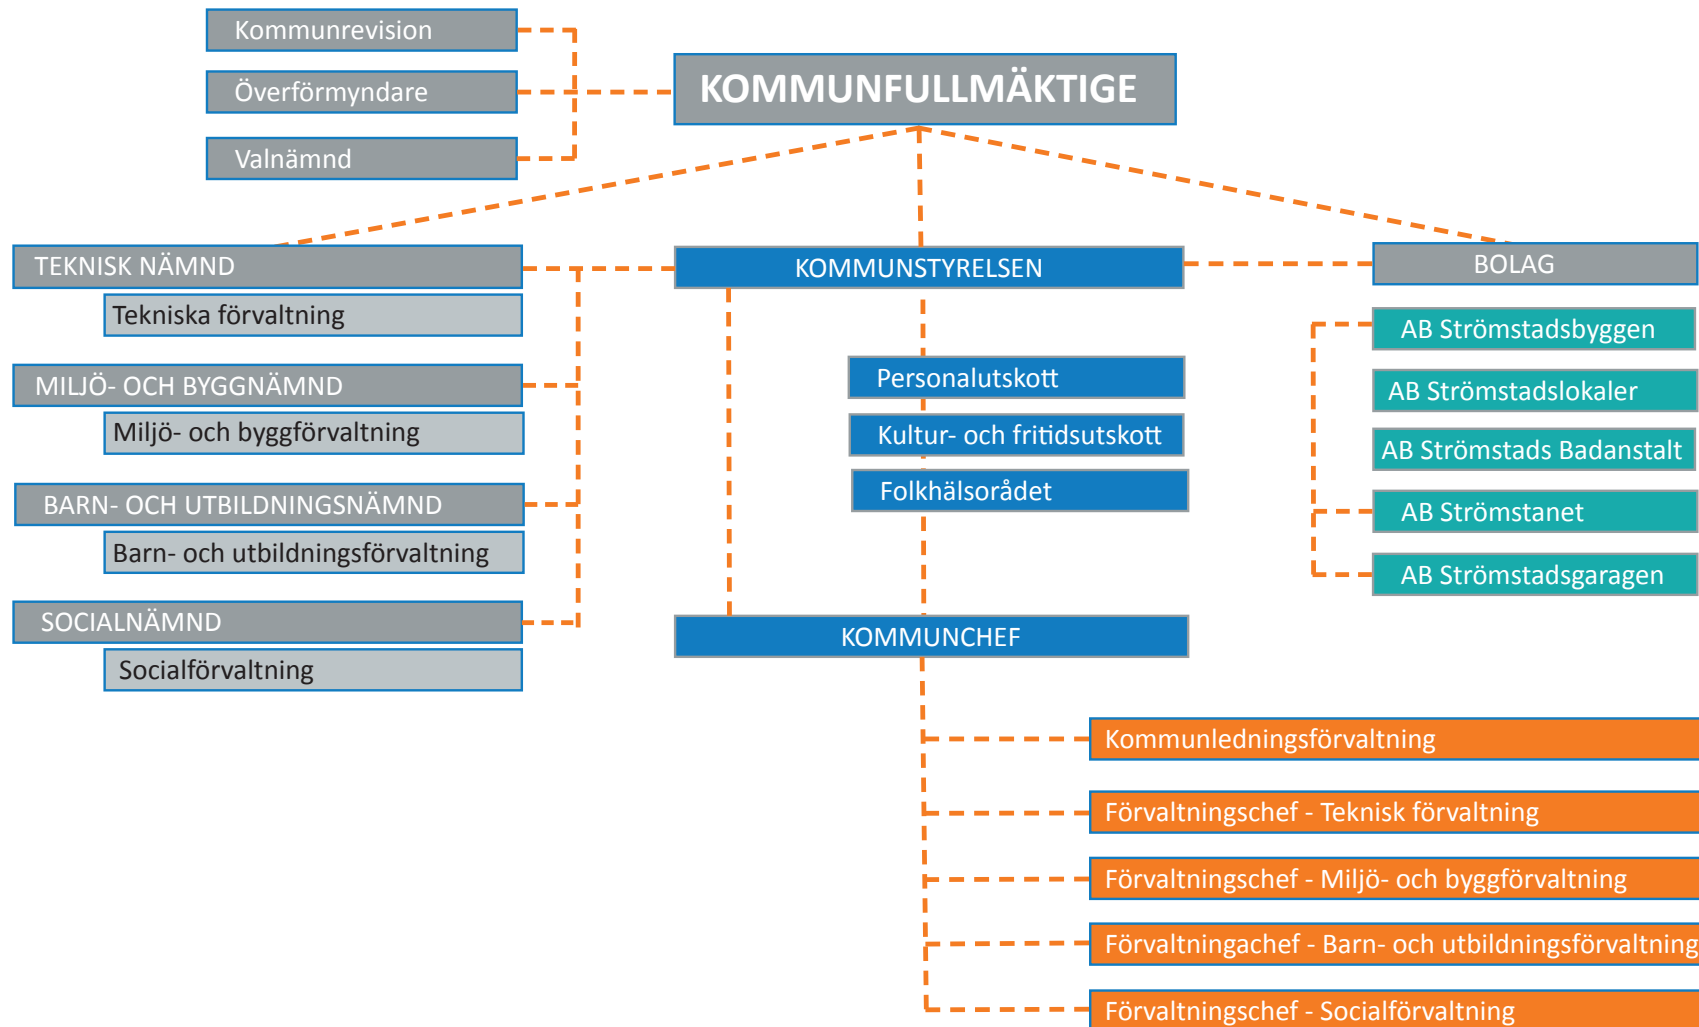 Kommunrevision
Överförmyndare
Valnämnd
KOMMUNFULLMÄKTIGE
TEKNISK NÄMND
Tekniska förvaltning
MILJÖ- OCH BYGGNÄMND
Miljö- och byggförvaltning
BARN- OCH UTBILDNINGSNÄMND
Barn- och utbildningsförvaltning
SOCIALNÄMND
Socialförvaltning
KOMMUNSTYRELSEN
Personalutskott
Kultur- och fritidsutskott
Folkhälsorådet
KOMMUNCHEF
BOLAG
AB Strömstadsbyggen
AB Strömstadslokaler
AB Strömstads Badanstalt
AB Strömstanet
AB Strömstadsgaragen
Kommunledningsförvaltning
Förvaltningschef - Teknisk förvaltning
Förvaltningschef - Miljö- och byggförvaltning
Förvaltningachef - Barn- och utbildningsförvaltning
Förvaltningschef - Socialförvaltning